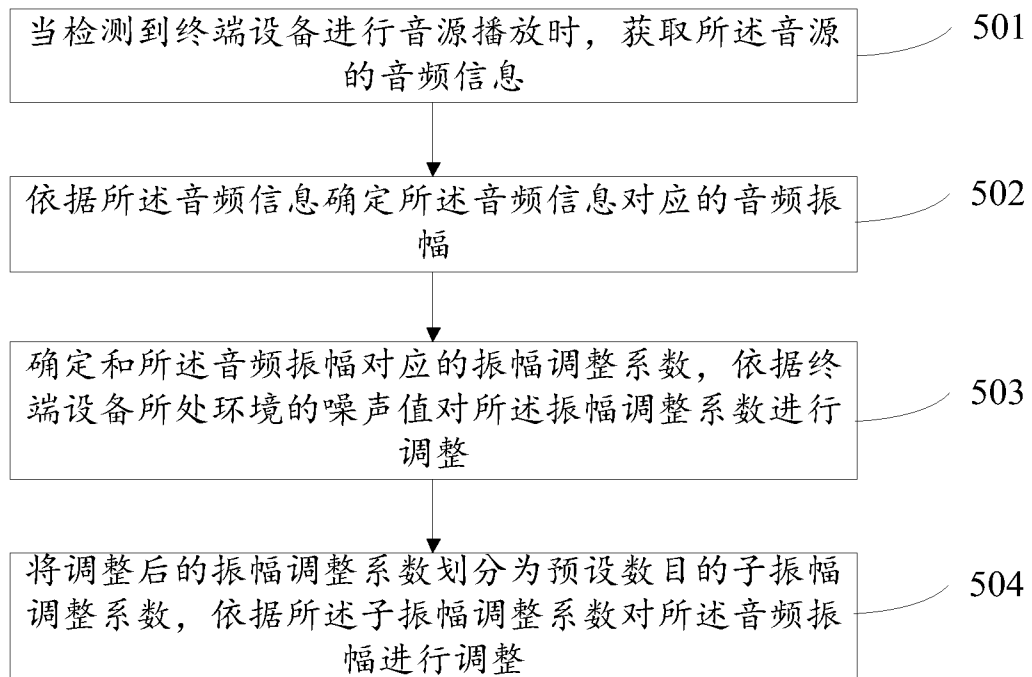 当检测到终端设备进行音源播放时，获取所述音源
的音频信息
501
依据所述音频信息确定所述音频信息对应的音频振
幅
502
确定和所述音频振幅对应的振幅调整系数，依据终
端设备所处环境的噪声值对所述振幅调整系数进行
调整
503
将调整后的振幅调整系数划分为预设数目的子振幅
调整系数，依据所述子振幅调整系数对所述音频振
幅进行调整
504